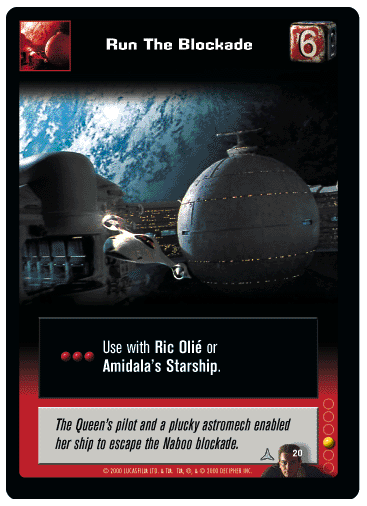 Run The Blockade
6
Use with Ric Olié or
Amidala's Starship.
The Queen's pilot and a plucky astromech enabled
her ship to escape the Naboo blockade.
20
© 2000 LUCASFILM LTD. & TM. TM, ®, & © 2000 DECIPHER INC.